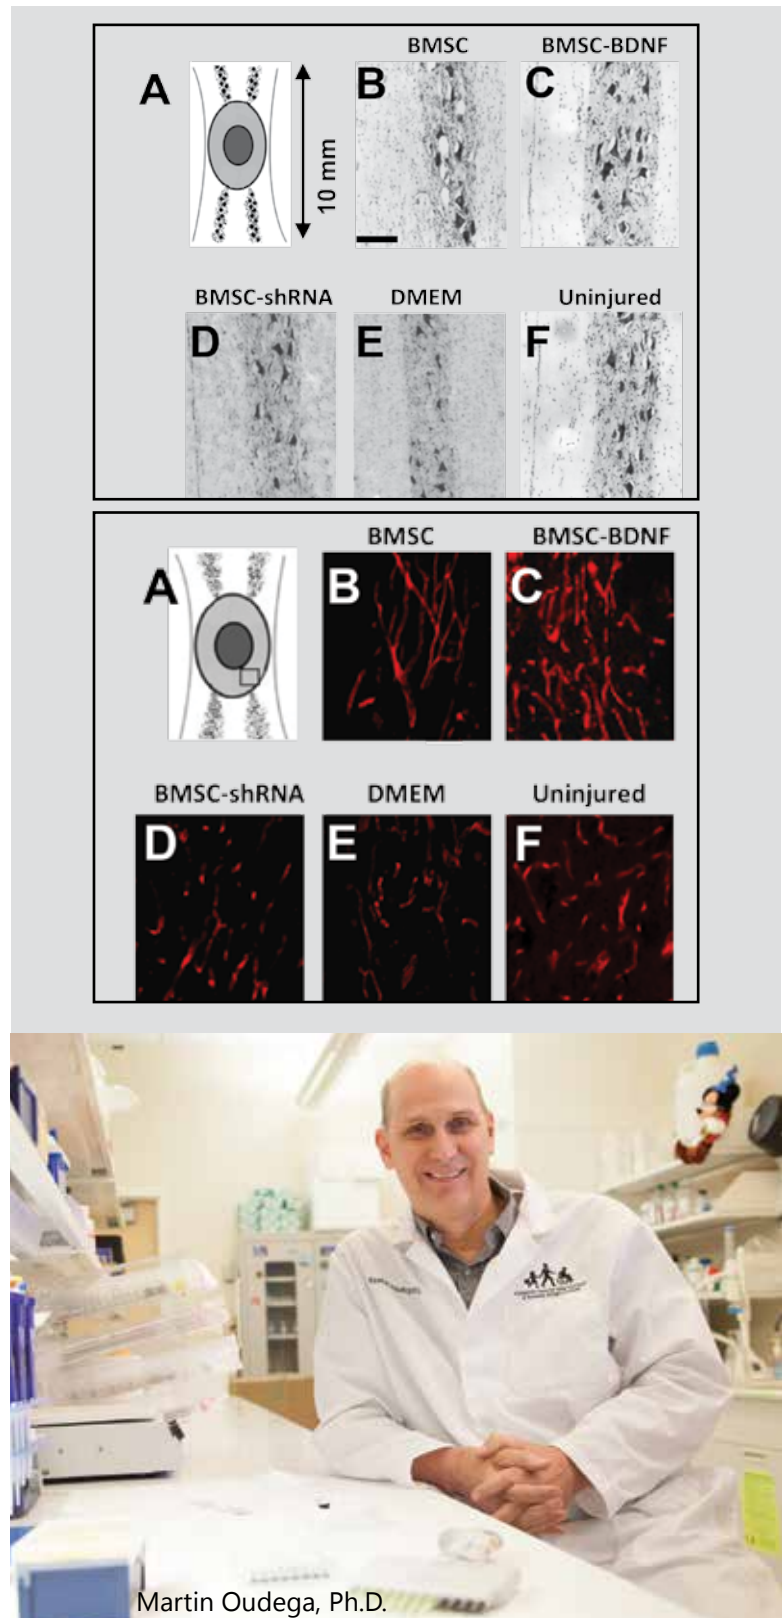 BMSC BMSC-BDNF
A B C
10 mm
BMSC-shRNA DMEM Uninjured
D E F
BMSC BMSC-BDNF
A B C
BMSC-shRNA DMEM Uninjured
D E F
Martin Oudega, Ph.D.